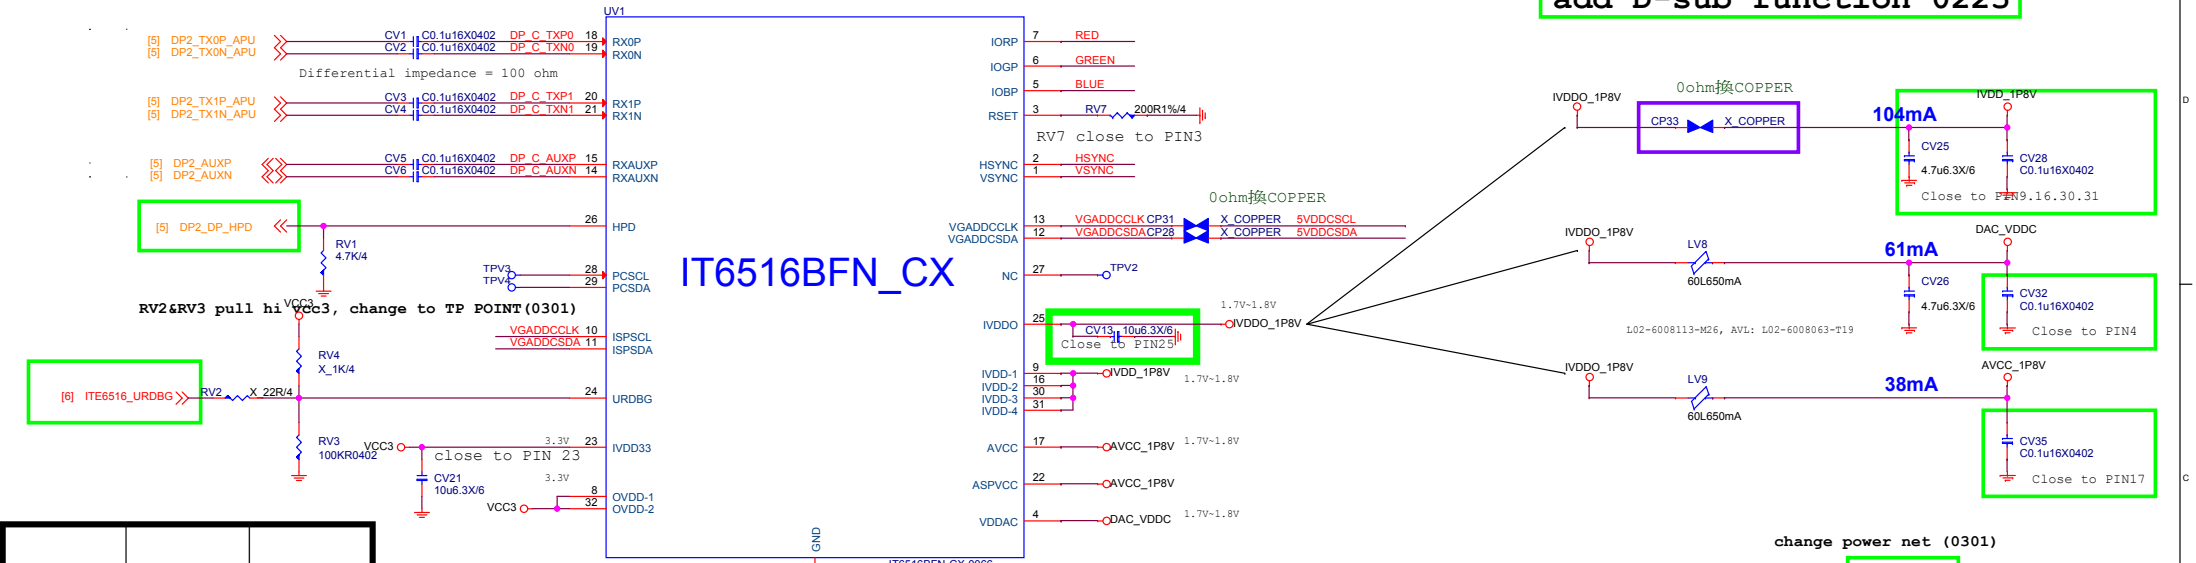 add D-sub function 0225
UV1
[5] DP2_TX0P_APU
CV1 C0.1u16X0402 DP_C_TXP0 18 RX0P
[5] DP2_TX0N_APU
CV2 C0.1u16X0402 DP_C_TXN0 19 RX0N
Differential impedance = 100 ohm
[5] DP2_TX1P_APU
CV3 C0.1u16X0402 DP_C_TXP1 20 RX1P
[5] DP2_TX1N_APU
CV4 C0.1u16X0402 DP_C_TXN1 21 RX1N
[5] DP2_AUXP
CV5 C0.1u16X0402 DP_C_AUXP 15 RXAUXP
[5] DP2_AUXN
CV6 C0.1u16X0402 DP_C_AUXN 14 RXAUXN
[5] DP2_DP_HPD
26 HPD
RV1
4.7K/4
TPV3 28 PCSCL
TPV4 29 PCSDA
RV2&RV3 pull hi vcc3, change to TP POINT(0301)
VCC3
VGADDCCLK 10 ISPSCL
VGADDCSDA 11 ISPSDA
RV4
X_1K/4
[6] ITE6516_URDBG
RV2 X_22R/4
24 URDBG
RV3
100KR0402
VCC3
3.3V 23 IVDD33
close to PIN 23
CV21
10u6.3X/6
3.3V
VCC3
8 OVDD-1
32 OVDD-2
IT6516BFN_CX
GND
IT6516BFN-CX-0066
IORP 7 RED
IOGP 6 GREEN
IOBP 5 BLUE
RSET 3 RV7 200R1%/4
RV7 close to PIN3
HSYNC 2 HSYNC
VSYNC 1 VSYNC
0ohm換COPPER
VGADDCCLK 13 VGADDCCLK CP31 X_COPPER 5VDDCSCL
VGADDCSDA 12 VGADDCSDA CP28 X_COPPER 5VDDCSDA
NC 27 TPV2
1.7V~1.8V
IVDDO 25 IVDDO_1P8V
CV13 10u6.3X/6
Close to PIN25
IVDD-1 9 IVDD_1P8V 1.7V~1.8V
IVDD-2 16
IVDD-3 30
IVDD-4 31
AVCC 17 AVCC_1P8V 1.7V~1.8V
ASPVCC 22 AVCC_1P8V
VDDAC 4 DAC_VDDC 1.7V~1.8V
0ohm換COPPER
IVDDO_1P8V
CP33 X_COPPER
104mA
IVDD_1P8V
CV25
4.7u6.3X/6
CV28
C0.1u16X0402
Close to PIN9.16.30.31
IVDDO_1P8V
LV8
60L650mA
61mA
DAC_VDDC
CV26
4.7u6.3X/6
CV32
C0.1u16X0402
Close to PIN4
L02-6008113-M26, AVL: L02-6008063-T19
IVDDO_1P8V
LV9
60L650mA
38mA
AVCC_1P8V
CV35
C0.1u16X0402
Close to PIN17
change power net (0301)
D
C